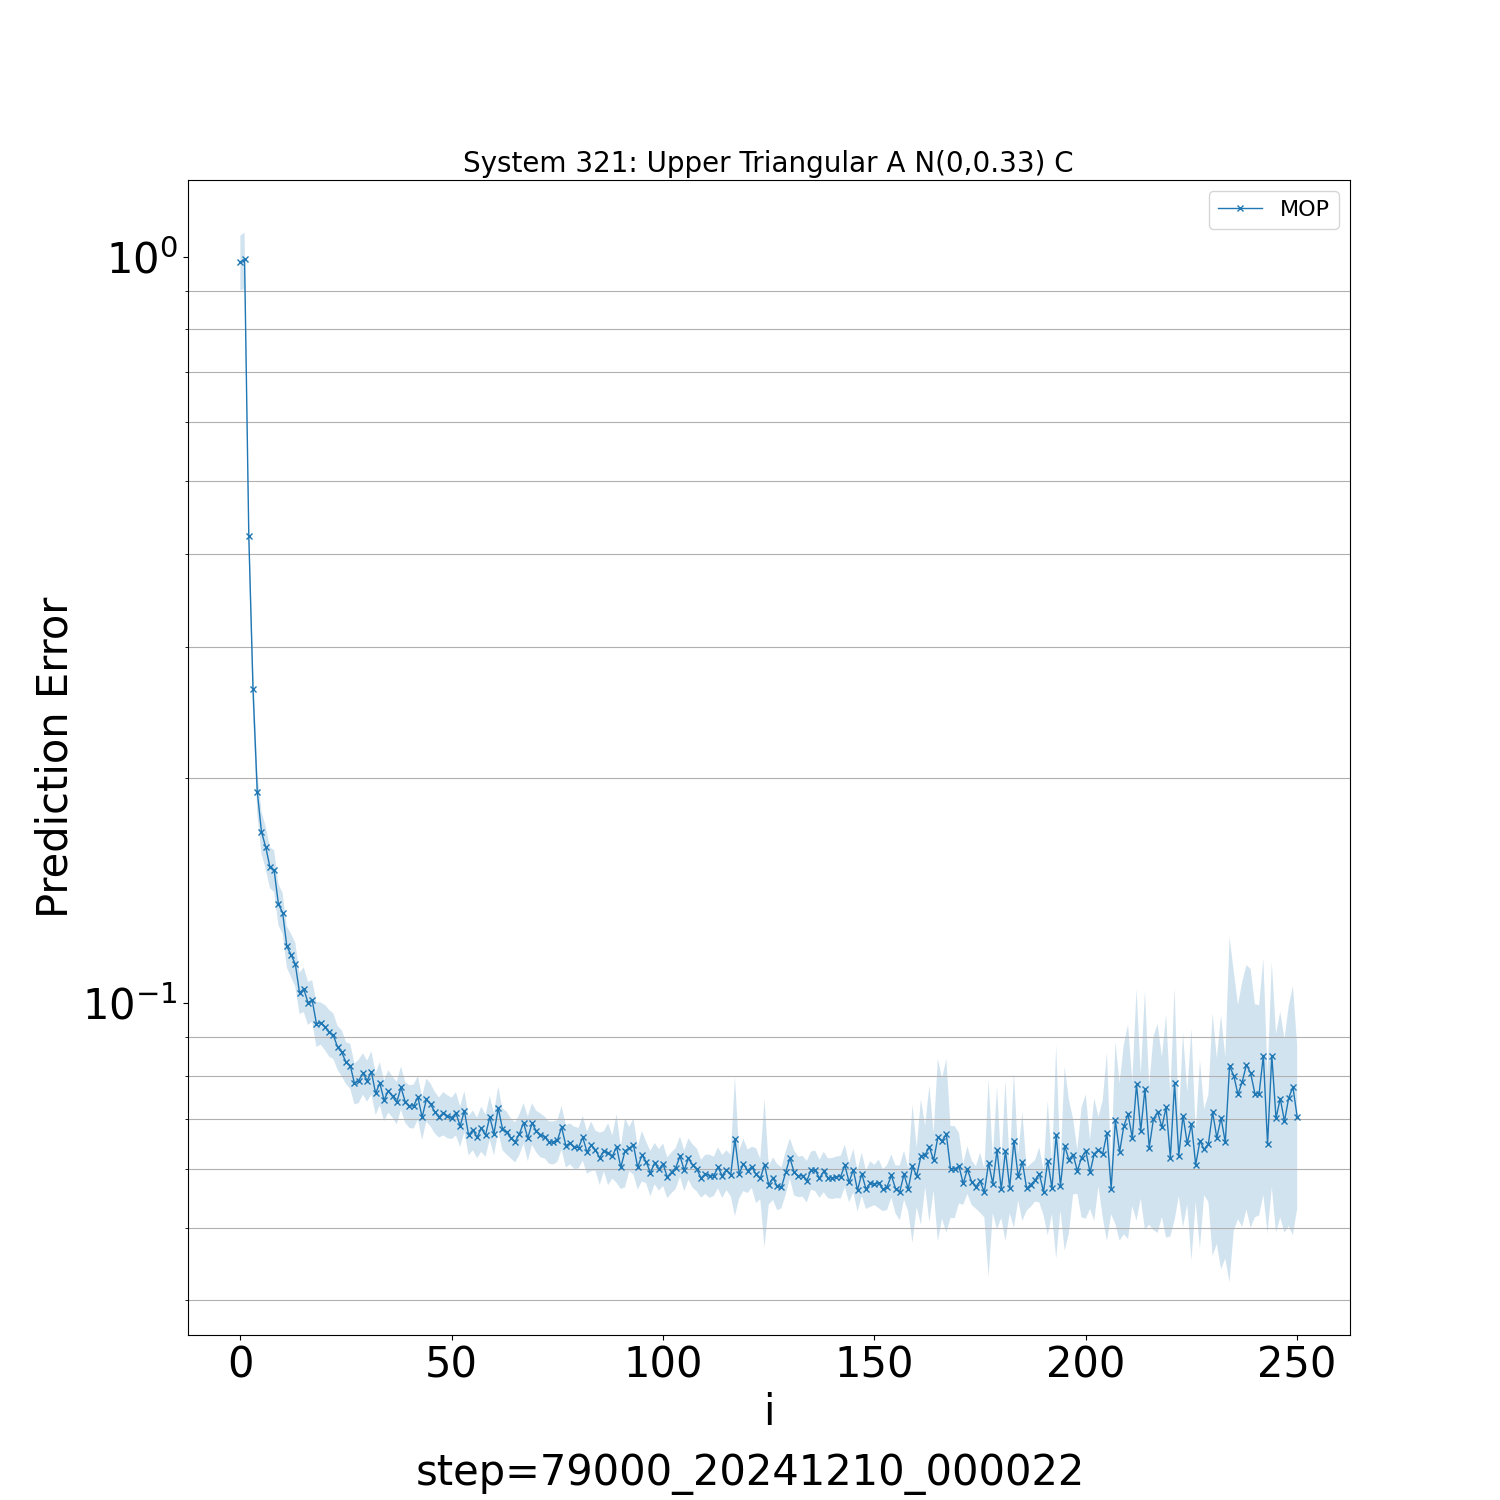 System 321: Upper Triangular A N(0,0.33) C
MOP
10⁰
10⁻¹
Prediction Error
0 50 100 150 200 250
i
step=79000_20241210_000022